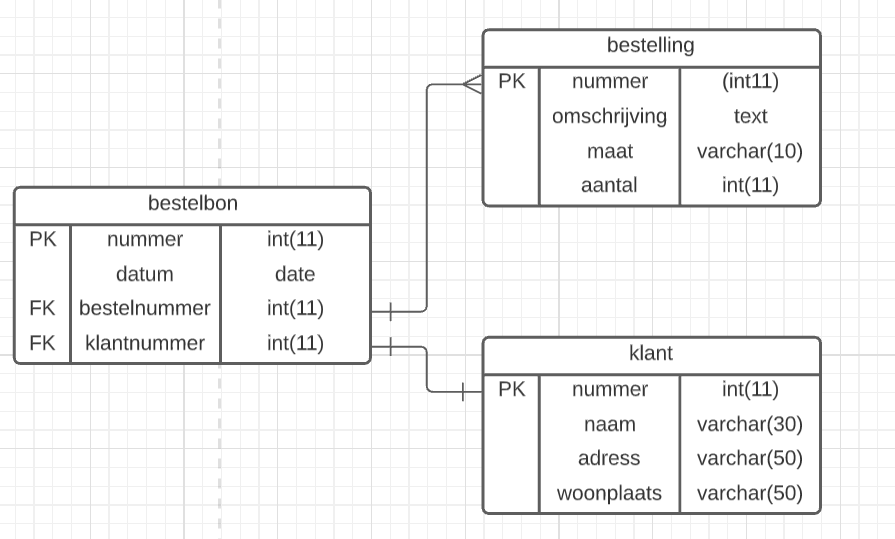 bestelling
PK nummer (int11)
omschrijving text
maat varchar(10)
aantal int(11)
bestelbon
PK nummer int(11)
datum date
FK bestelnummer int(11)
FK klantnummer int(11)
klant
PK nummer int(11)
naam varchar(30)
adress varchar(50)
woonplaats varchar(50)